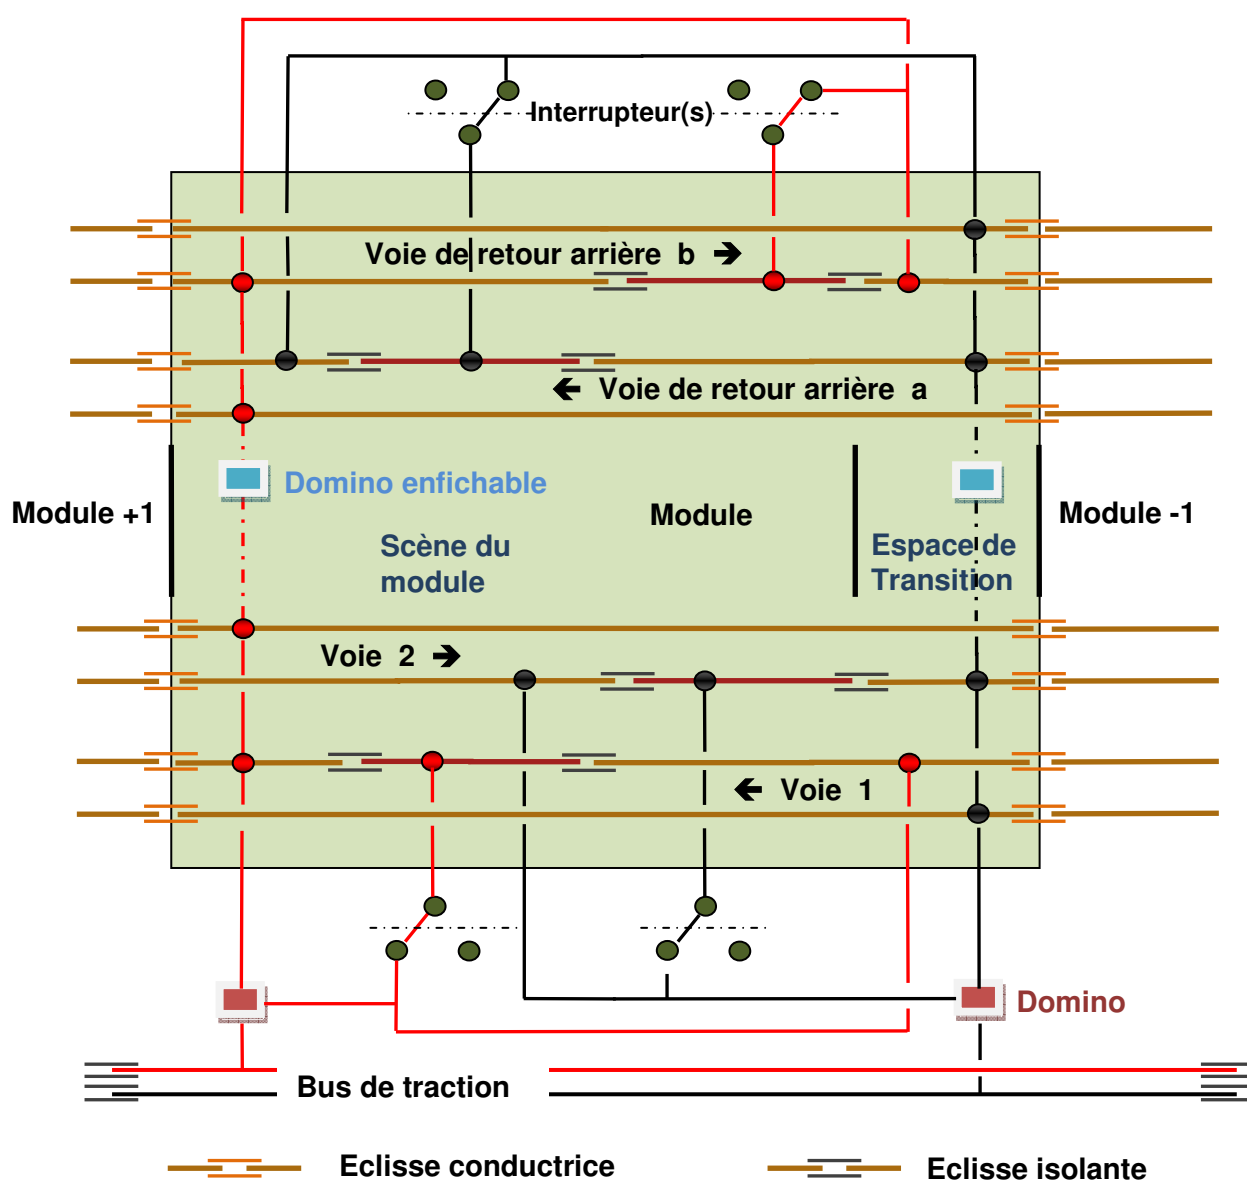 Interrupteur(s)
Voie de retour arrière b
Voie de retour arrière a
Domino enfichable
Module +1
Module
Module -1
Scène du
module
Espace de
Transition
Voie 2
Voie 1
Domino
Bus de traction
Eclisse conductrice
Eclisse isolante